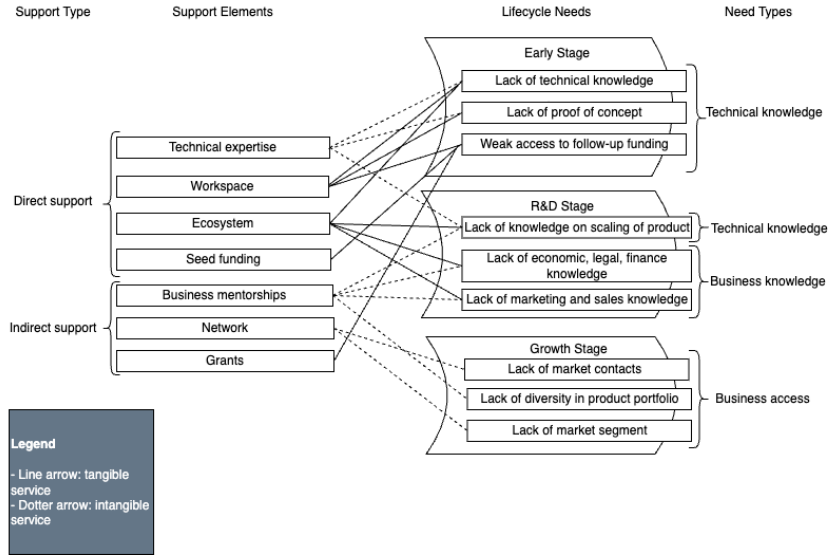 Support Type
Support Elements
Lifecycle Needs
Need Types
Direct support
Indirect support
Technical expertise
Workspace
Ecosystem
Seed funding
Business mentorships
Network
Grants
Early Stage
Lack of technical knowledge
Lack of proof of concept
Weak access to follow-up funding
Technical knowledge
R&D Stage
Lack of knowledge on scaling of product
Lack of economic, legal, finance
knowledge
Lack of marketing and sales knowledge
Technical knowledge
Business knowledge
Growth Stage
Lack of market contacts
Lack of diversity in product portfolio
Lack of market segment
Business access
Legend
- Line arrow: tangible
service
- Dotter arrow: intangible
service